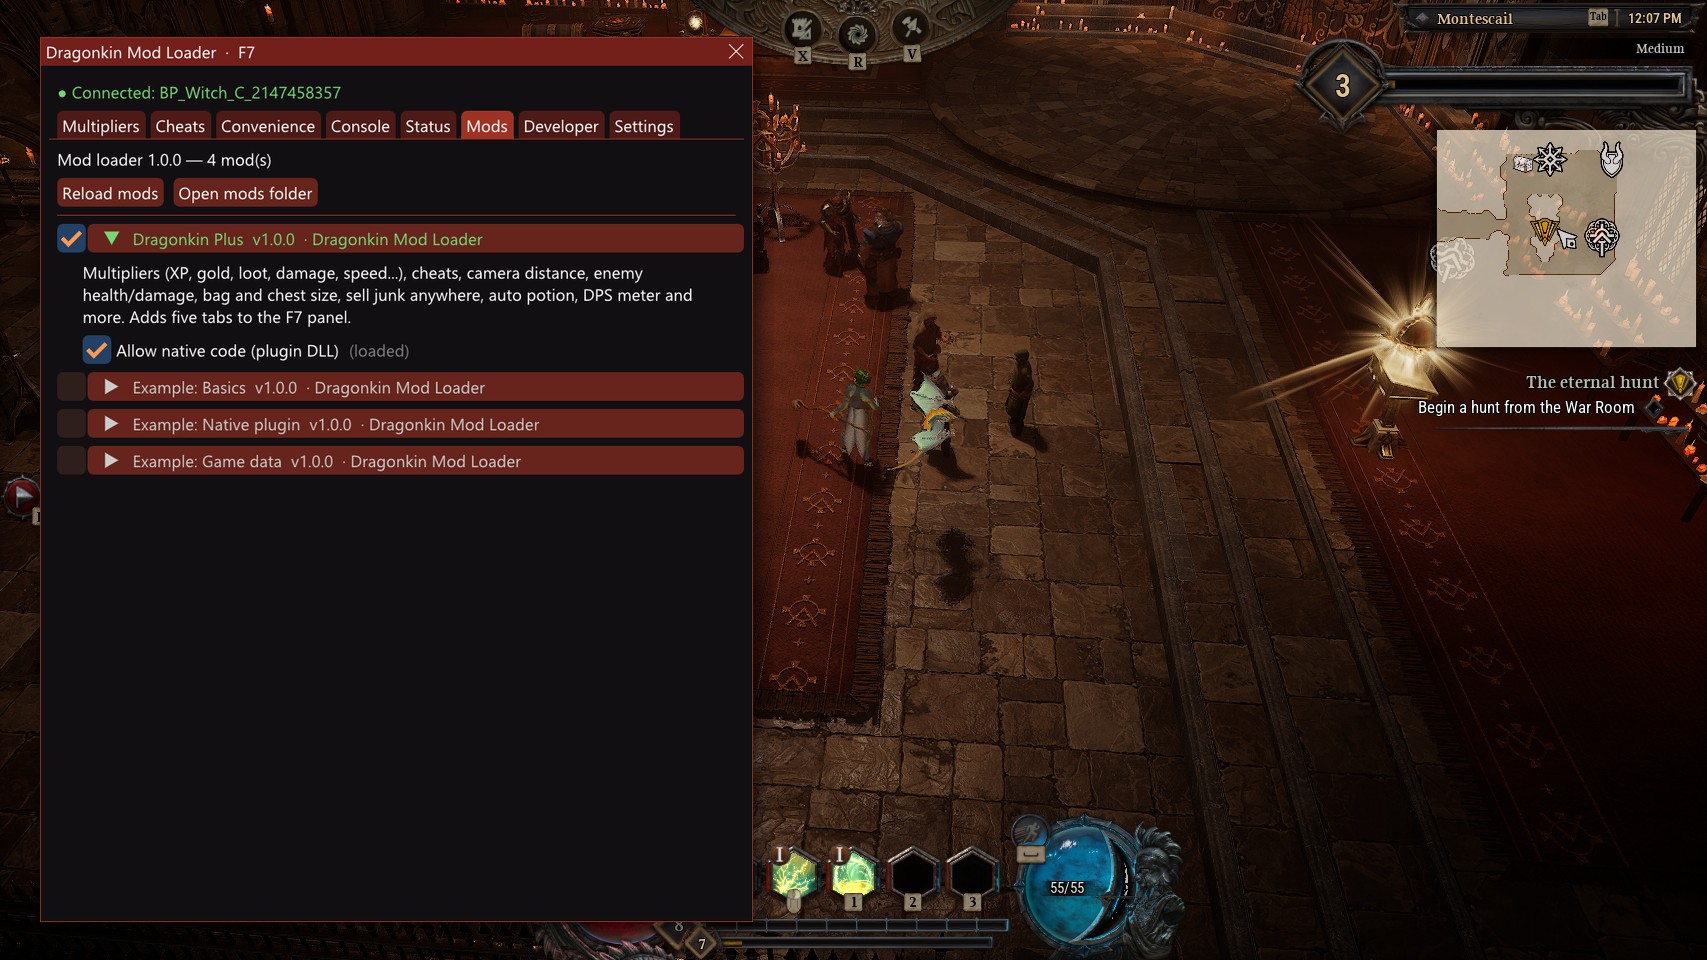 Dragonkin Mod Loader · F7
● Connected: BP_Witch_C_2147458357
Multipliers Cheats Convenience Console Status Mods Developer Settings
Mod loader 1.0.0 — 4 mod(s)
Reload mods Open mods folder
Dragonkin Plus v1.0.0 · Dragonkin Mod Loader
Multipliers (XP, gold, loot, damage, speed...), cheats, camera distance, enemy
health/damage, bag and chest size, sell junk anywhere, auto potion, DPS meter and
more. Adds five tabs to the F7 panel.
Allow native code (plugin DLL) (loaded)
Example: Basics v1.0.0 · Dragonkin Mod Loader
Example: Native plugin v1.0.0 · Dragonkin Mod Loader
Example: Game data v1.0.0 · Dragonkin Mod Loader
X R V
Montescail Tab 12:07 PM
Medium
3
The eternal hunt
Begin a hunt from the War Room
I I
1 2 3
55/55
8
7